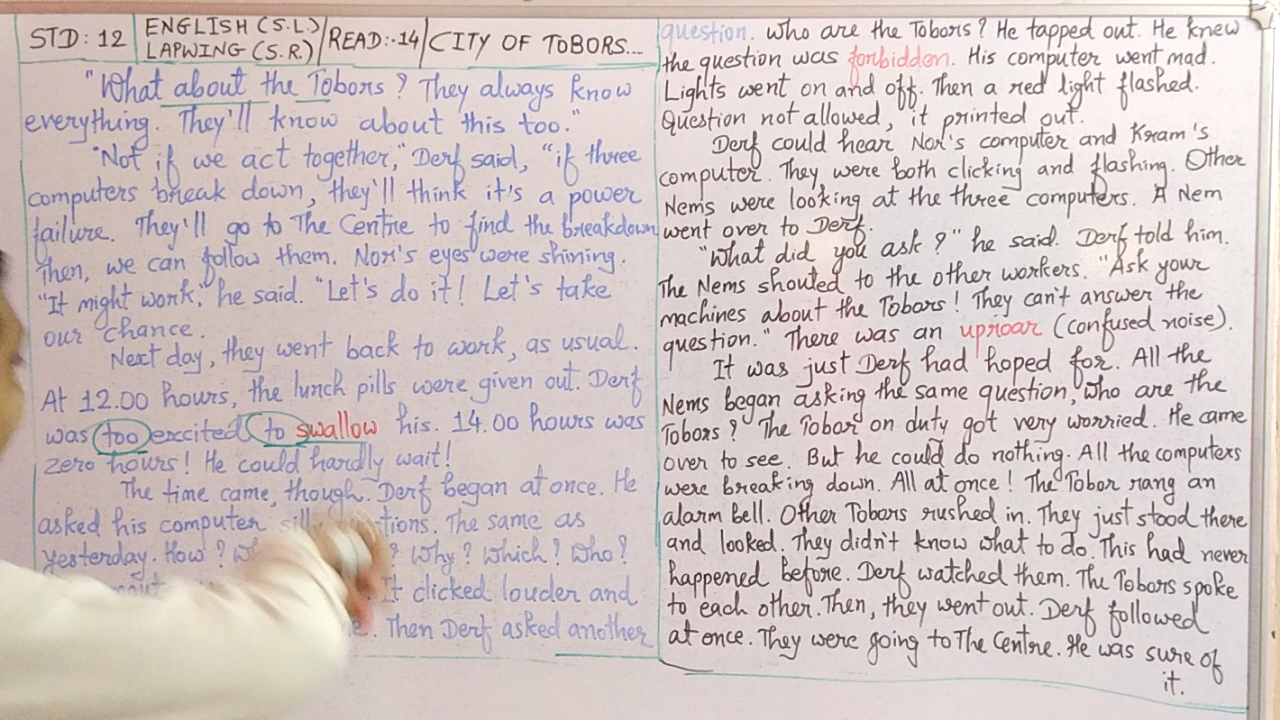 STD: 12
ENGLISH (S.L.)
LAPWING (S.R.)
READ:-14
CITY OF TOBORS...
"What about the Tobors? They always know
everything. They'll know about this too."
"Not if we act together," Derf said, "if three
computers break down, they'll think it's a power
failure. They'll go to The Centre to find the breakdown
Then, we can follow them. Nor's eyes were shining.
"It might work," he said. "Let's do it! Let's take
our chance.
Next day, they went back to work, as usual.
At 12.00 hours, the lunch pills were given out. Derf
was too excited to swallow his. 14.00 hours was
zero hours! He could hardly wait!
The time came, though. Derf began at once. He
asked his computer tions. The same as
yesterday. How? ? Why? Which? Who?
It clicked louder and
Then Derf asked another
question. Who are the Tobors? He tapped out. He knew
the question was forbidden. His computer went mad.
Lights went on and off. Then a red light flashed.
Question not allowed, it printed out.
Derf could hear Nor's computer and Kram's
computer. They were both clicking and flashing. Other
Nems were looking at the three computers. A Nem
went over to Derf.
"What did you ask?" he said. Derf told him.
The Nems shouted to the other workers. "Ask your
machines about the Tobors! They can't answer the
question." There was an uproar (confused noise).
It was just Derf had hoped for. All the
Nems began asking the same question, Who are the
Tobors? The Tobor on duty got very worried. He came
over to see. But he could do nothing. All the computers
were breaking down. All at once! The Tobor rang an
alarm bell. Other Tobors rushed in. They just stood there
and looked. They didn't know what to do. This had never
happened before. Derf watched them. The Tobors spoke
to each other. Then, they went out. Derf followed
at once. They were going to The Centre. He was sure of
it.